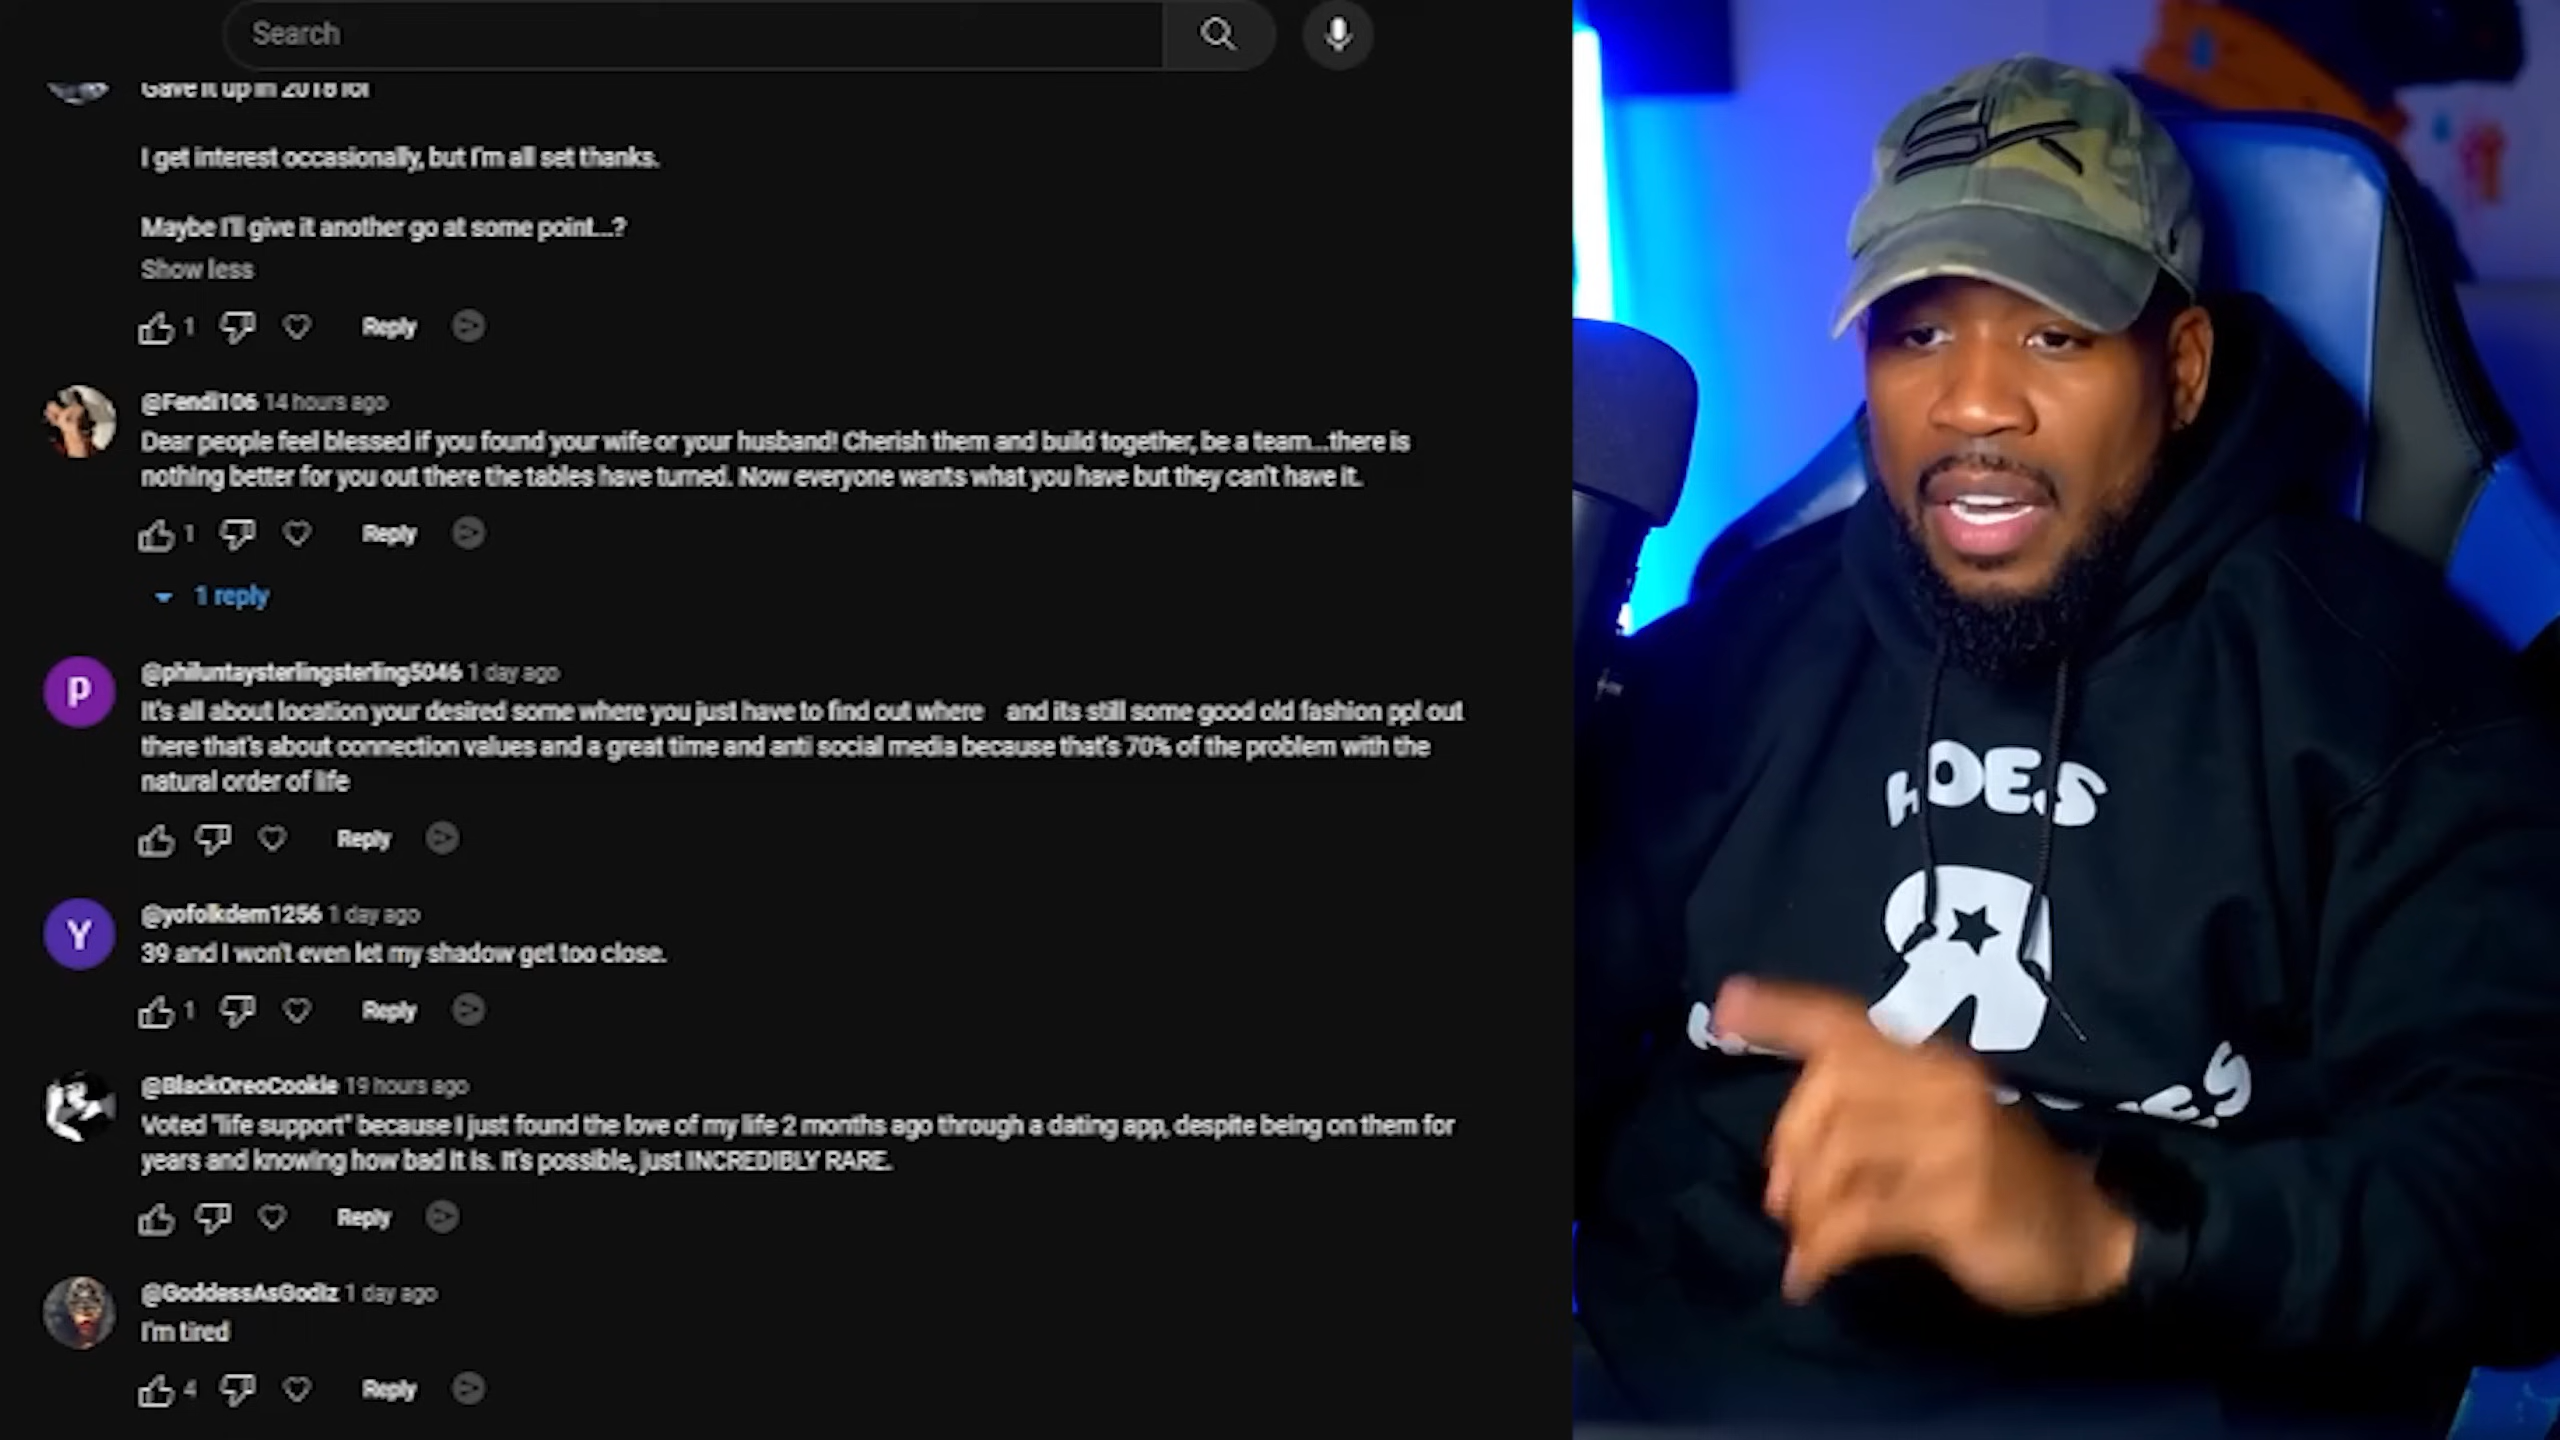 Search
Gave it up in 2018 lol
I get interest occasionally, but I'm all set thanks.
Maybe I'll give it another go at some point...?
Show less
1 Reply
@Fendi106 14 hours ago
Dear people feel blessed if you found your wife or your husband! Cherish them and build together, be a team...there is
nothing better for you out there the tables have turned. Now everyone wants what you have but they can't have it.
1 Reply
1 reply
P
@philuntaysterlingsterling5046 1 day ago
It's all about location your desired some where you just have to find out where and its still some good old fashion ppl out
there that's about connection values and a great time and anti social media because that's 70% of the problem with the
natural order of life
Reply
Y
@yofolkdem1256 1 day ago
39 and I won't even let my shadow get too close.
1 Reply
@BlackOreoCookie 19 hours ago
Voted "life support" because I just found the love of my life 2 months ago through a dating app, despite being on them for
years and knowing how bad it is. It's possible, just INCREDIBLY RARE.
Reply
@GoddessAsGodIz 1 day ago
I'm tired
4 Reply
SK
HOES
R